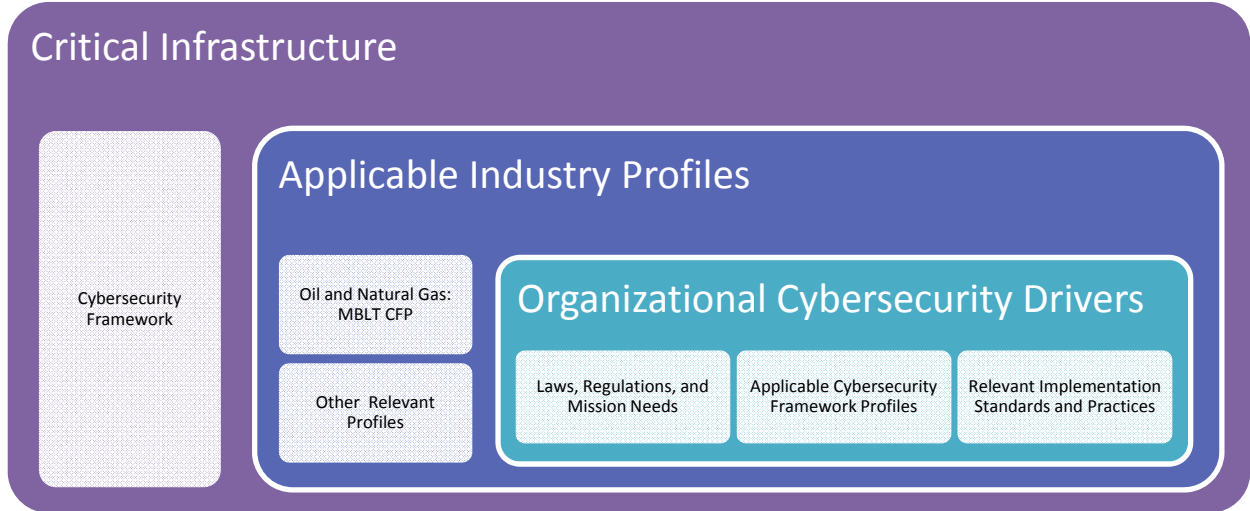 Critical Infrastructure
Cybersecurity
Framework
Applicable Industry Profiles
Oil and Natural Gas:
MBLT CFP
Other Relevant
Profiles
Organizational Cybersecurity Drivers
Laws, Regulations, and
Mission Needs
Applicable Cybersecurity
Framework Profiles
Relevant Implementation
Standards and Practices